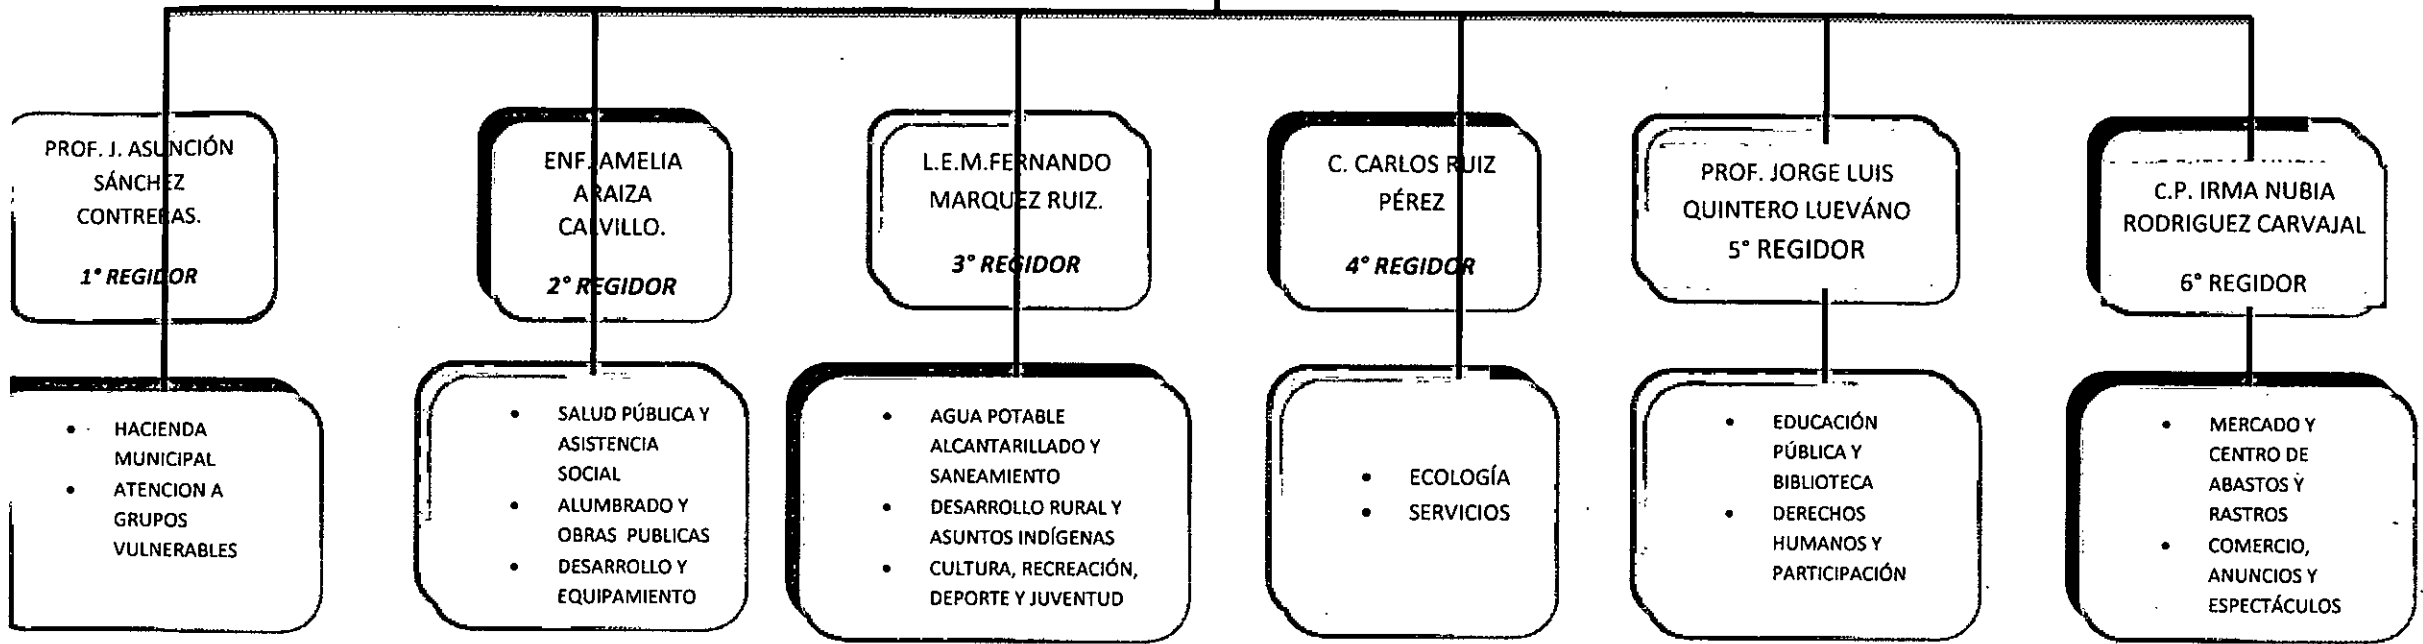 PROF. J. ASUNCIÓN
SÁNCHEZ
CONTRERAS.
1° REGIDOR
ENF. AMELIA
ARAIZA
CALVILLO.
2° REGIDOR
L.E.M.FERNANDO
MARQUEZ RUIZ.
3° REGIDOR
C. CARLOS RUIZ
PÉREZ
4° REGIDOR
PROF. JORGE LUIS
QUINTERO LUEVÁNO
5° REGIDOR
C.P. IRMA NUBIA
RODRIGUEZ CARVAJAL
6° REGIDOR
• HACIENDA
MUNICIPAL
• ATENCION A
GRUPOS
VULNERABLES
• SALUD PÚBLICA Y
ASISTENCIA
SOCIAL
• ALUMBRADO Y
OBRAS PUBLICAS
• DESARROLLO Y
EQUIPAMIENTO
• AGUA POTABLE
ALCANTARILLADO Y
SANEAMIENTO
• DESARROLLO RURAL Y
ASUNTOS INDÍGENAS
• CULTURA, RECREACIÓN,
DEPORTE Y JUVENTUD
• ECOLOGÍA
• SERVICIOS
• EDUCACIÓN
PÚBLICA Y
BIBLIOTECA
• DERECHOS
HUMANOS Y
PARTICIPACIÓN
• MERCADO Y
CENTRO DE
ABASTOS Y
RASTROS
• COMERCIO,
ANUNCIOS Y
ESPECTÁCULOS